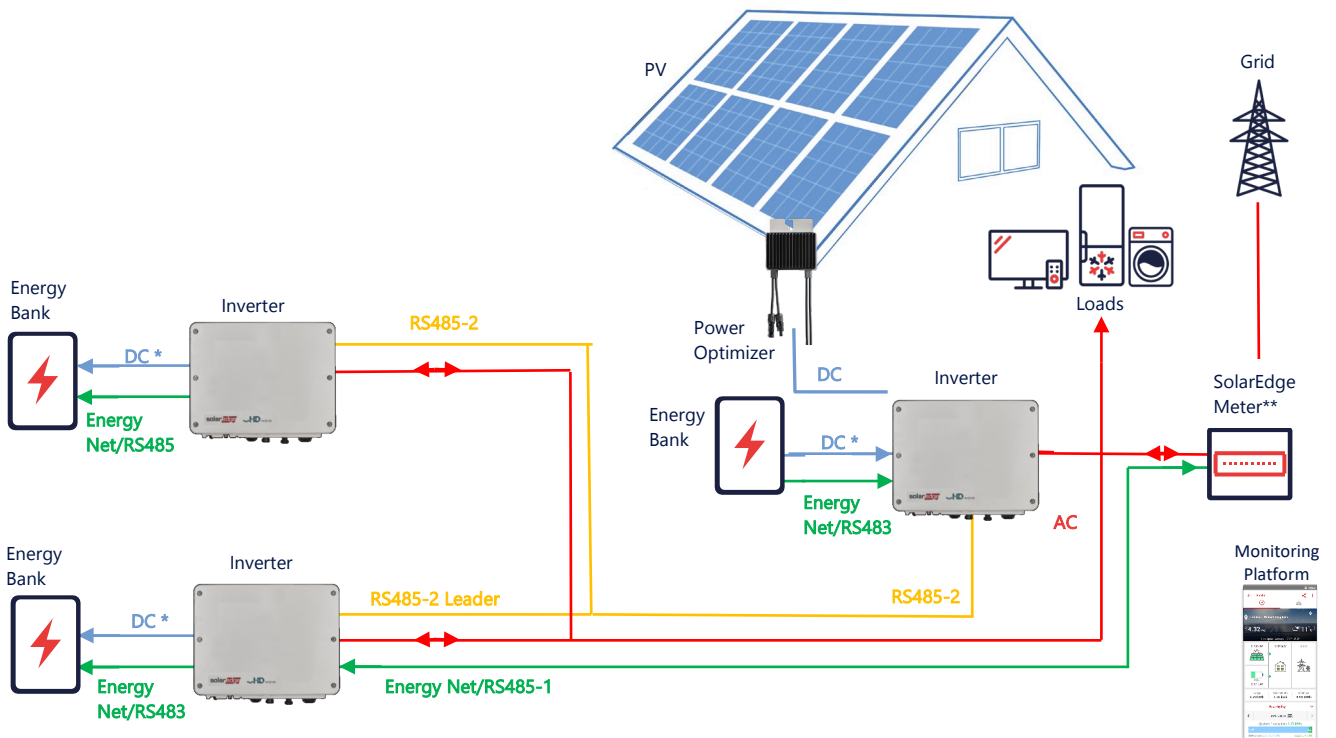 PV
Grid
Loads
Energy
Bank
Inverter
RS485-2
DC *
Energy
Net/RS485
Power
Optimizer
DC
Inverter
SolarEdge
Meter**
Energy
Bank
DC *
Energy
Net/RS483
AC
RS485-2
Energy
Bank
Inverter
RS485-2 Leader
DC *
Energy
Net/RS483
Energy Net/RS485-1
Monitoring
Platform